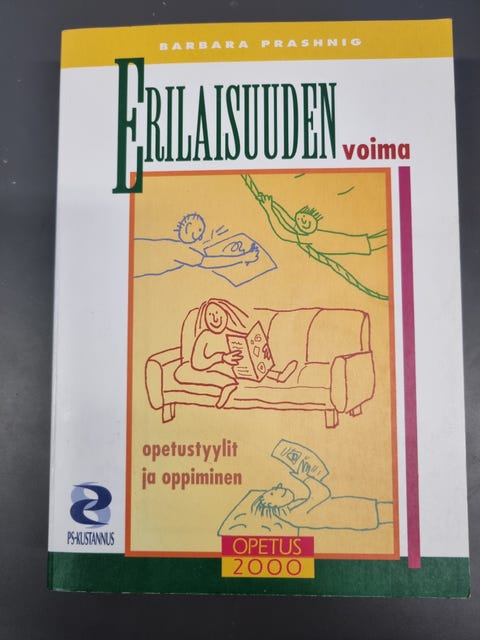 BARBARA PRASHNIG
ERILAISUUDEN
voima
opetustyylit
ja oppiminen
PS-KUSTANNUS
OPETUS
2000